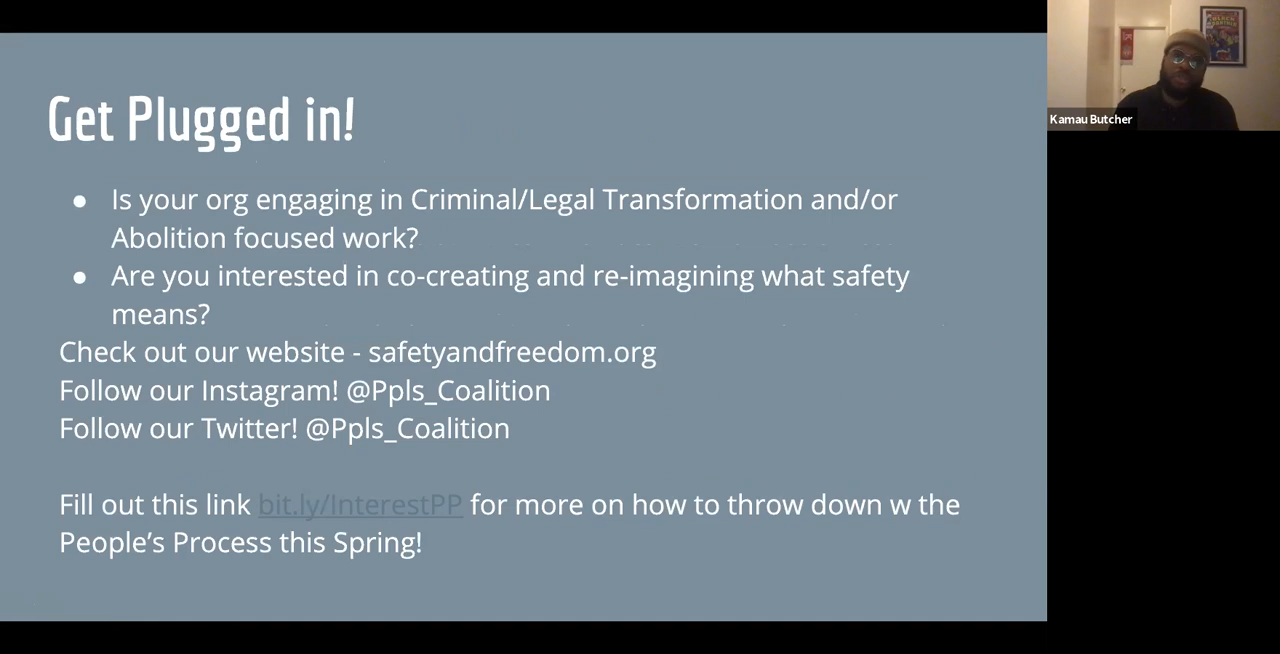 Get Plugged in!
● Is your org engaging in Criminal/Legal Transformation and/or
Abolition focused work?
● Are you interested in co-creating and re-imagining what safety
means?
Check out our website - safetyandfreedom.org
Follow our Instagram! @Ppls_Coalition
Follow our Twitter! @Ppls_Coalition
Fill out this link bit.ly/InterestPP for more on how to throw down w the
People’s Process this Spring!
Kamau Butcher